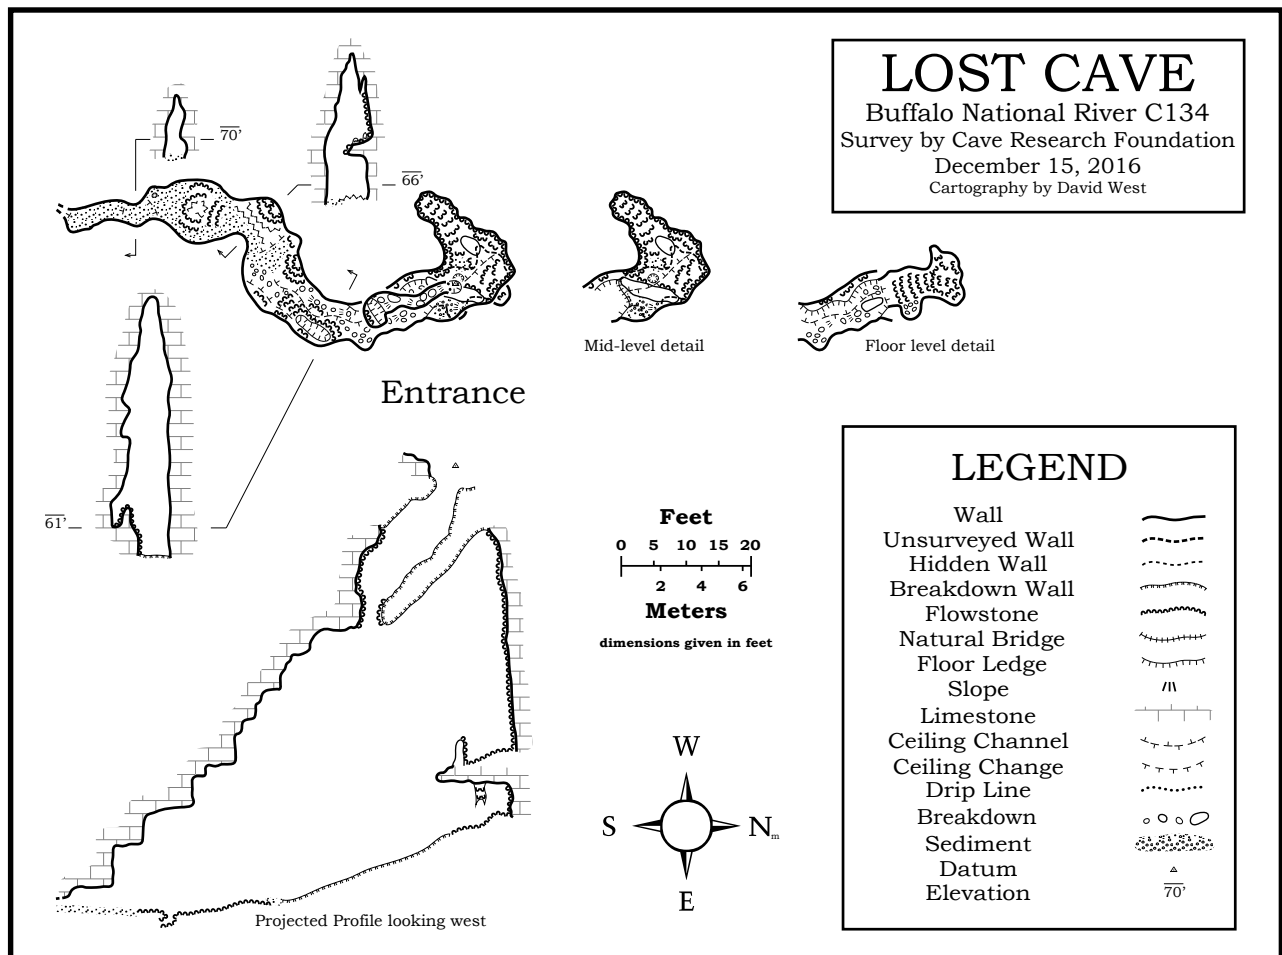 LOST CAVE
Buffalo National River C134
Survey by Cave Research Foundation
December 15, 2016
Cartography by David West
70'
66'
61'
Mid-level detail
Floor level detail
Entrance
Feet
0 5 10 15 20
2 4 6
Meters
dimensions given in feet
W
S
Nm
E
Projected Profile looking west
LEGEND
Wall
Unsurveyed Wall
Hidden Wall
Breakdown Wall
Flowstone
Natural Bridge
Floor Ledge
Slope
Limestone
Ceiling Channel
Ceiling Change
Drip Line
Breakdown
Sediment
Datum
Elevation 70'